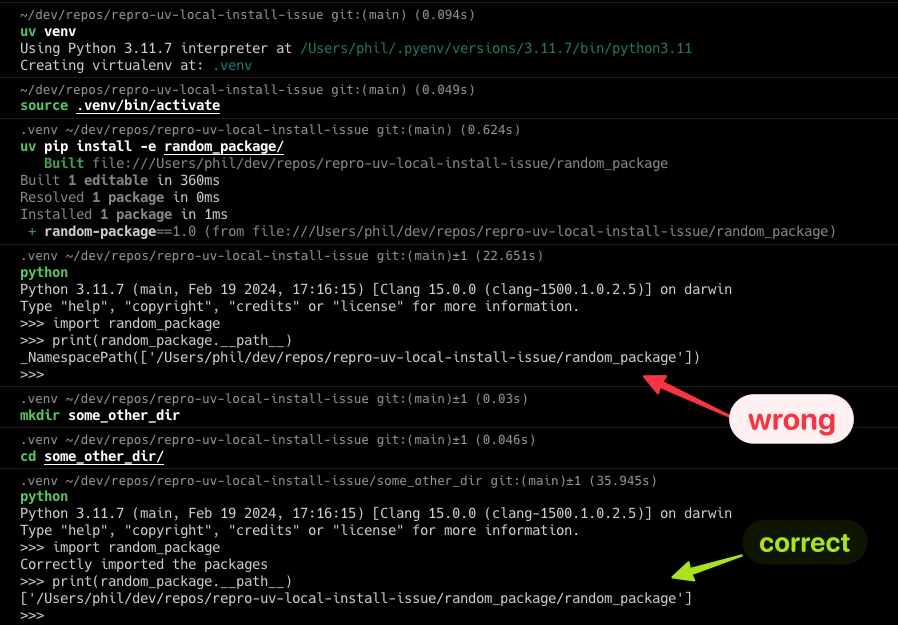 ~/dev/repos/repro-uv-local-install-issue git:(main) (0.094s)
uv venv
Using Python 3.11.7 interpreter at /Users/phil/.pyenv/versions/3.11.7/bin/python3.11
Creating virtualenv at: .venv
~/dev/repos/repro-uv-local-install-issue git:(main) (0.049s)
source .venv/bin/activate
.venv ~/dev/repos/repro-uv-local-install-issue git:(main) (0.624s)
uv pip install -e random_package/
Built file:///Users/phil/dev/repos/repro-uv-local-install-issue/random_package
Built 1 editable in 360ms
Resolved 1 package in 0ms
Installed 1 package in 1ms
+ random-package==1.0 (from file:///Users/phil/dev/repos/repro-uv-local-install-issue/random_package)
.venv ~/dev/repos/repro-uv-local-install-issue git:(main)±1 (22.651s)
python
Python 3.11.7 (main, Feb 19 2024, 17:16:15) [Clang 15.0.0 (clang-1500.1.0.2.5)] on darwin
Type "help", "copyright", "credits" or "license" for more information.
>>> import random_package
>>> print(random_package.__path__)
_NamespacePath(['/Users/phil/dev/repos/repro-uv-local-install-issue/random_package'])
>>>
.venv ~/dev/repos/repro-uv-local-install-issue git:(main)±1 (0.03s)
mkdir some_other_dir
wrong
.venv ~/dev/repos/repro-uv-local-install-issue git:(main)±1 (0.046s)
cd some_other_dir/
.venv ~/dev/repos/repro-uv-local-install-issue/some_other_dir git:(main)±1 (35.945s)
python
Python 3.11.7 (main, Feb 19 2024, 17:16:15) [Clang 15.0.0 (clang-1500.1.0.2.5)] on darwin
Type "help", "copyright", "credits" or "license" for more information.
correct
>>> import random_package
Correctly imported the packages
>>> print(random_package.__path__)
['/Users/phil/dev/repos/repro-uv-local-install-issue/random_package/random_package']
>>>